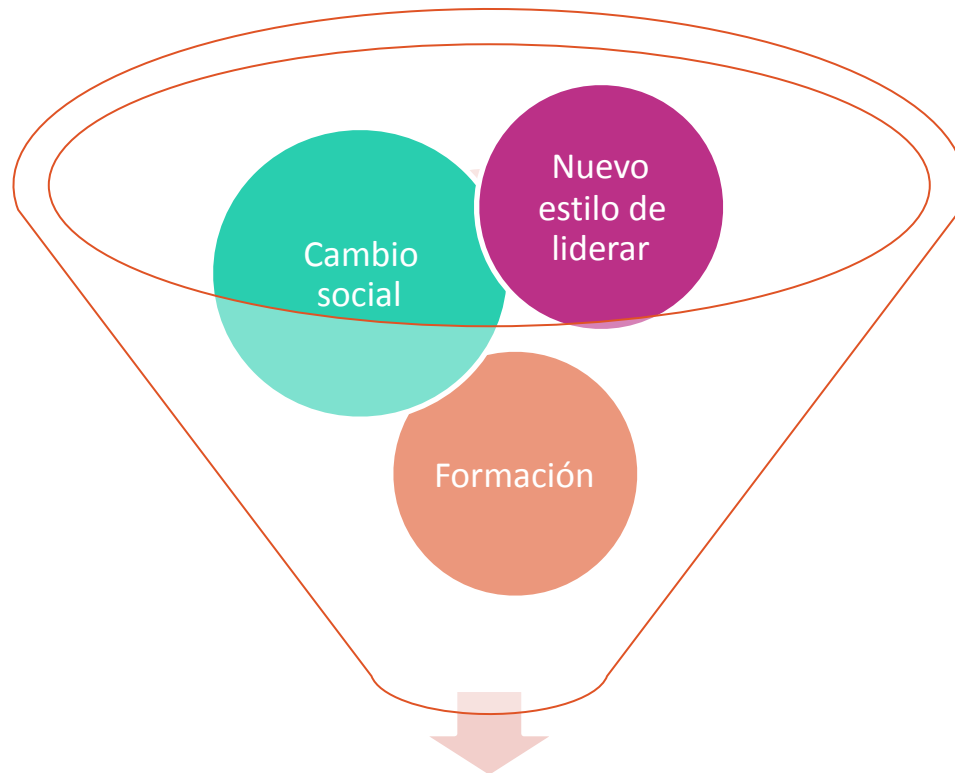 Nuevo
estilo de
liderar
Cambio
social
Formación